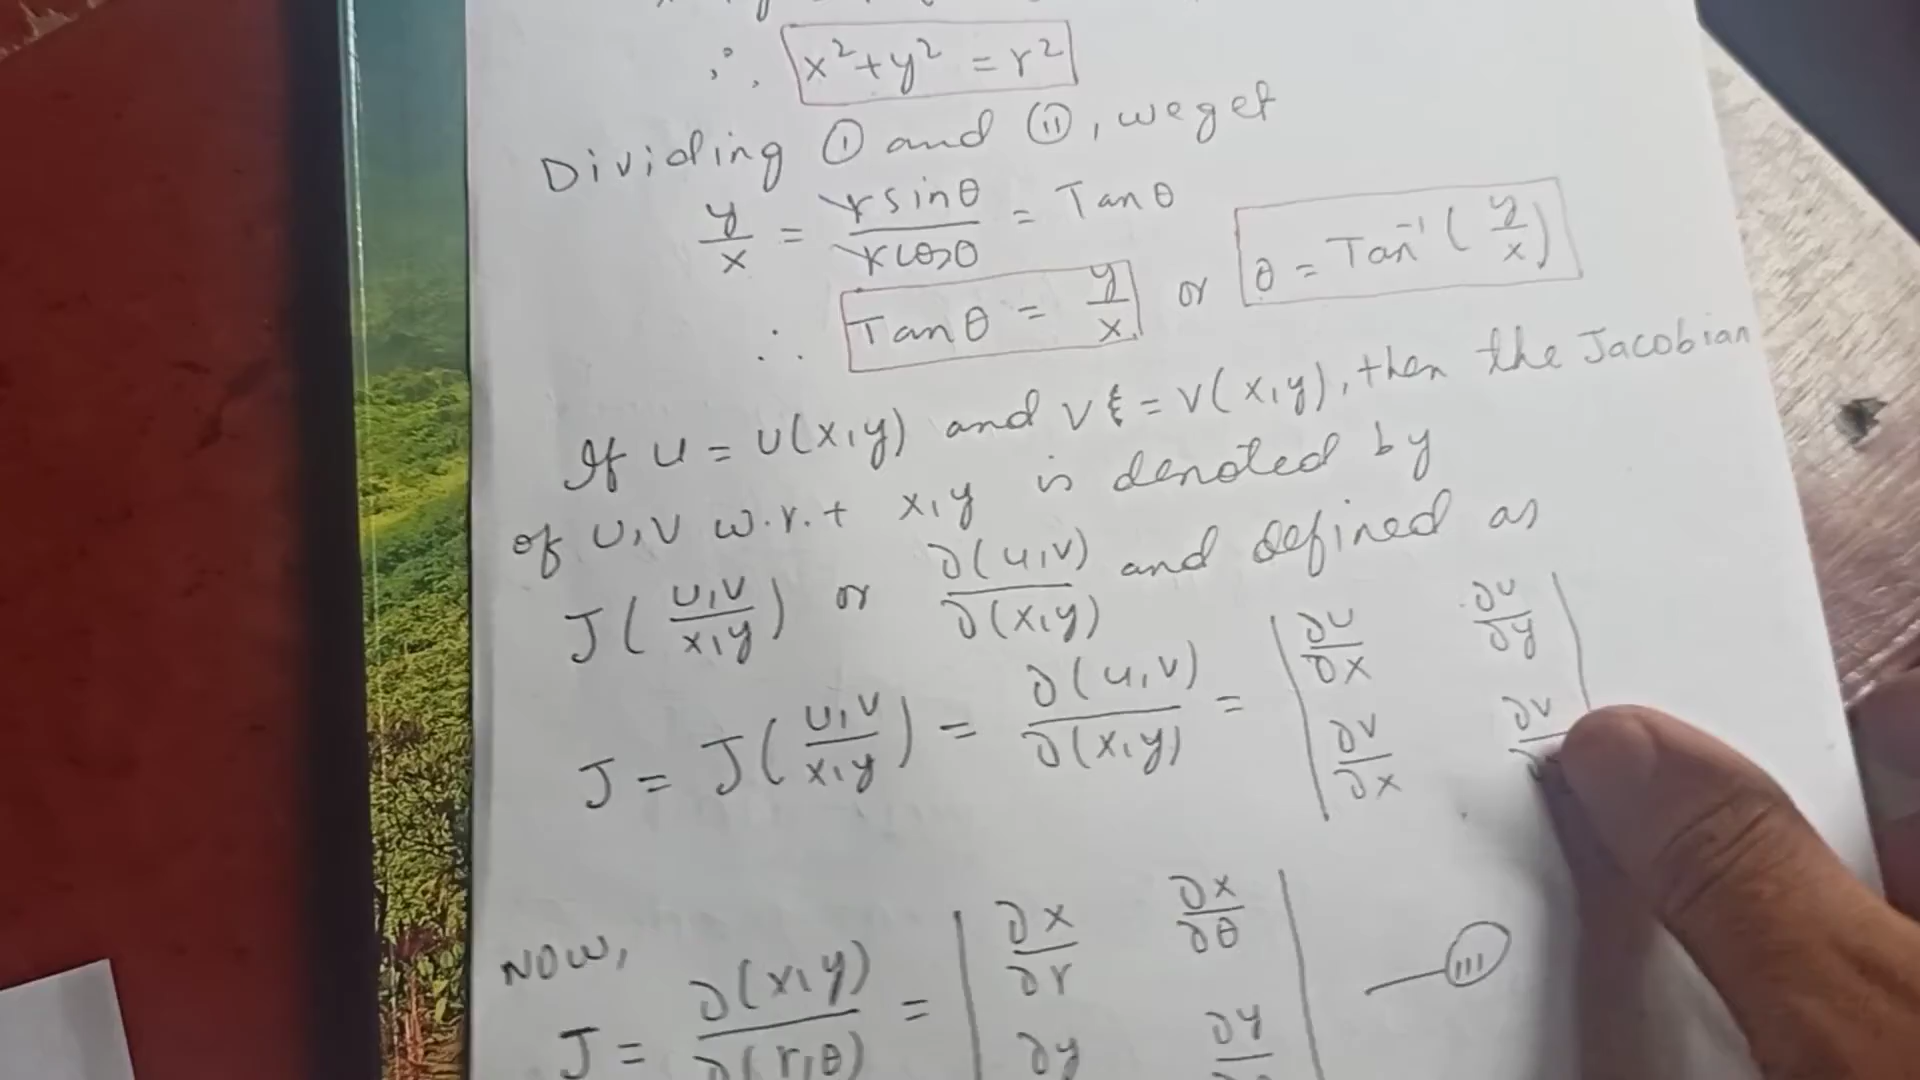 ∴ x²+y² = r²
Dividing ① and ⑪, we get
y/x = r sinθ / r cosθ = Tanθ
∴ Tanθ = y/x or θ = Tan⁻¹(y/x)
If u = u(x,y) and v = v(x,y), then the Jacobian
of u,v w.r.t x,y is denoted by
J(u,v / x,y) or ∂(u,v)/∂(x,y) and defined as
J = J(u,v / x,y) = ∂(u,v)/∂(x,y) = | ∂u/∂x ∂u/∂y |
| ∂v/∂x ∂v |
NOW,
J = ∂(x,y)/∂(r,θ) = | ∂x/∂r ∂x/∂θ | — (iii)
| ∂y ∂y |